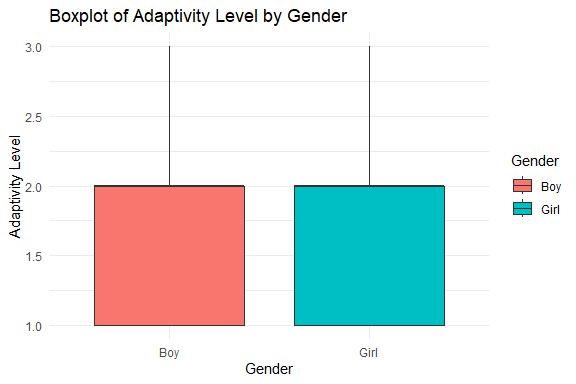 Boxplot of Adaptivity Level by Gender
3.0
2.5
2.0
1.5
1.0
Adaptivity Level
Boy
Girl
Gender
Gender
Boy
Girl